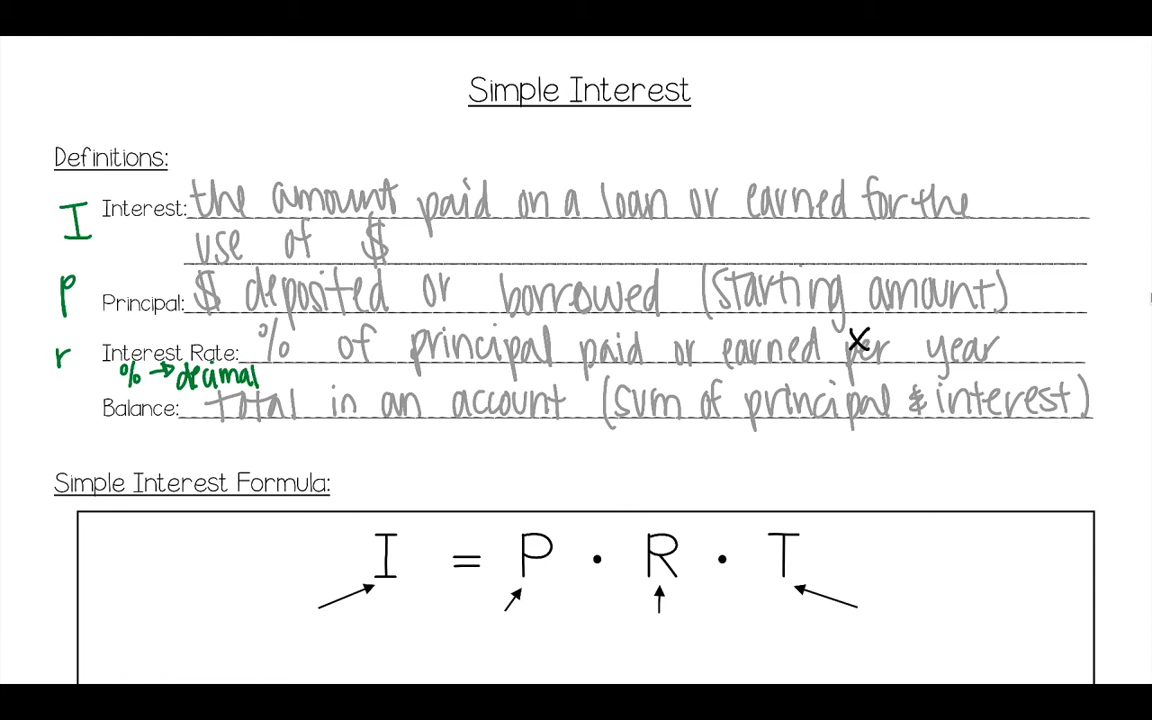 Simple Interest
Definitions:
I Interest: the amount paid on a loan or earned for the
use of $
P Principal: $ deposited or borrowed (starting amount)
r Interest Rate: % of principal paid or earned per year
% → decimal
Balance: total in an account (sum of principal & interest)
Simple Interest Formula:
I = P • R • T